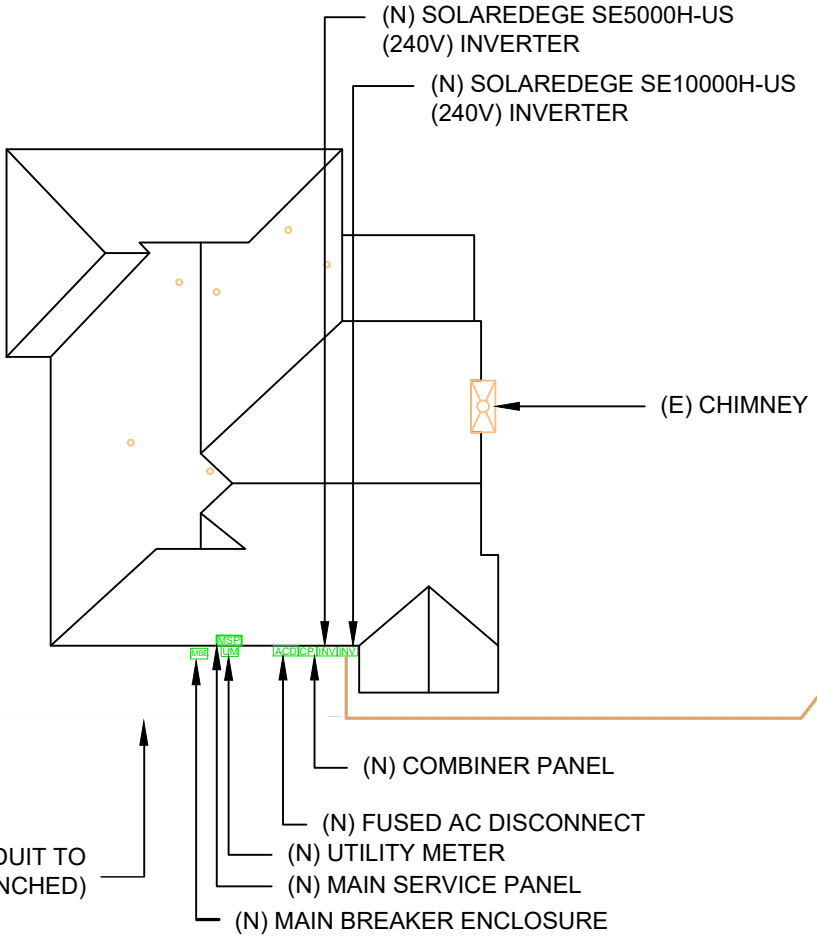 (N) SOLAREDEGE SE5000H-US
(240V) INVERTER
(N) SOLAREDEGE SE10000H-US
(240V) INVERTER
(E) CHIMNEY
MSP
MBE
UM
ACD
CP
INV
INV
(N) COMBINER PANEL
(N) FUSED AC DISCONNECT
DUIT TO
NCHED)
(N) UTILITY METER
(N) MAIN SERVICE PANEL
(N) MAIN BREAKER ENCLOSURE